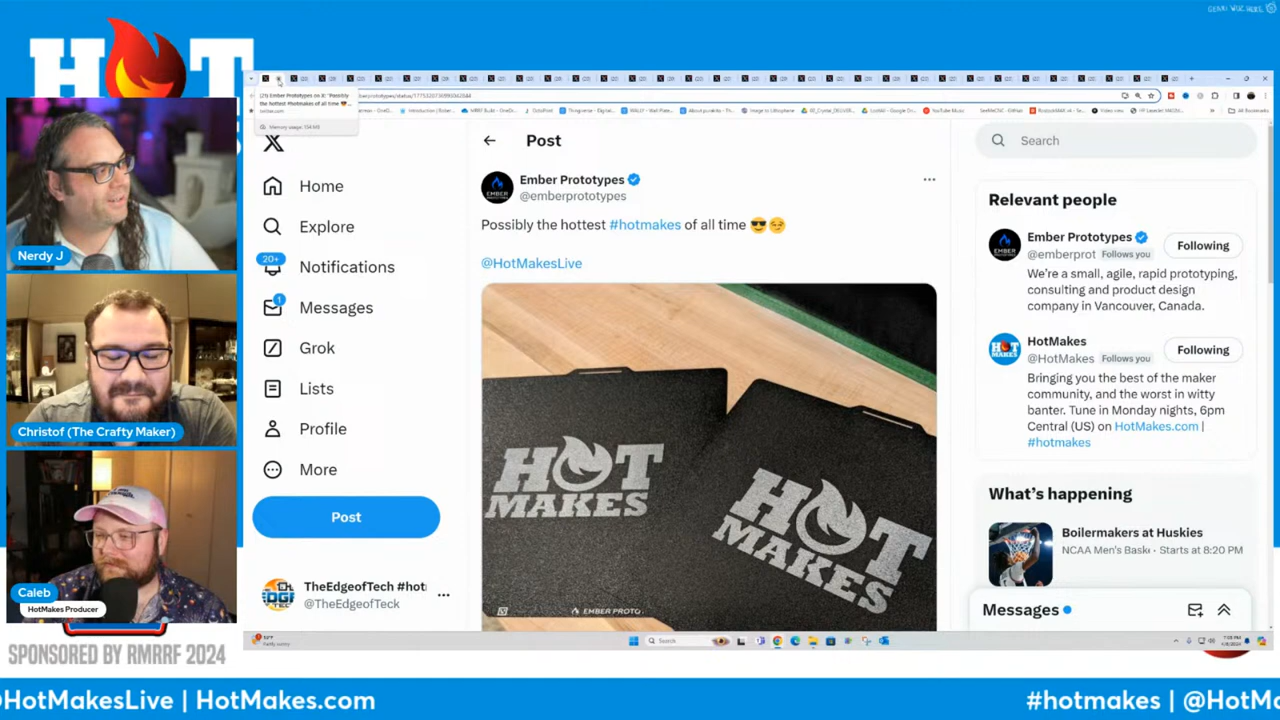 HOT
Nerdy J
Christof (The Crafty Maker)
Caleb
HotMakes Producer
SPONSORED BY RMRRF 2024
@HotMakesLive | HotMakes.com
#hotmakes | @HotMa
Home
Explore
20+
Notifications
1
Messages
Grok
Lists
Profile
More
Post
TheEdgeofTech #hot
@TheEdgeofTech
Post
Ember Prototypes
@emberprototypes
Possibly the hottest #hotmakes of all time 😎😏
@HotMakesLive
HOT
MAKES
HOT
MAKES
EMBER PROTO
Search
Relevant people
Ember Prototypes
@emberprot Follows you
Following
We're a small, agile, rapid prototyping,
consulting and product design
company in Vancouver, Canada.
HotMakes
@HotMakes Follows you
Following
Bringing you the best of the maker
community, and the worst in witty
banter. Tune in Monday nights, 6pm
Central (US) on HotMakes.com |
#hotmakes
What's happening
Boilermakers at Huskies
NCAA Men's Baske · Starts at 8:20 PM
Messages
Search